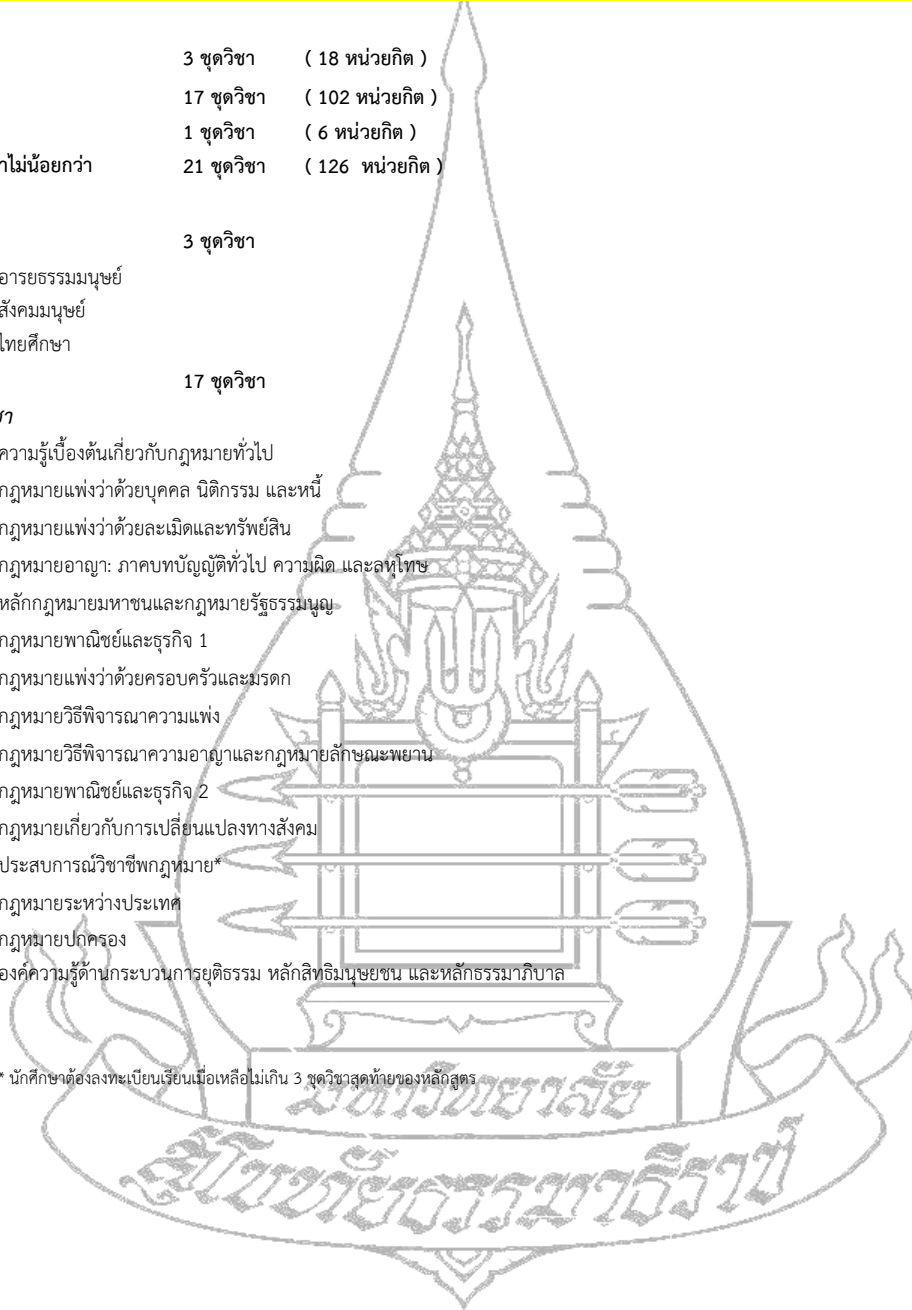 3 ชุดวิชา ( 18 หน่วยกิต )
17 ชุดวิชา ( 102 หน่วยกิต )
1 ชุดวิชา ( 6 หน่วยกิต )
าไม่น้อยกว่า 21 ชุดวิชา ( 126 หน่วยกิต )
3 ชุดวิชา
อารยธรรมมนุษย์
สังคมมนุษย์
ไทยศึกษา
17 ชุดวิชา
ชา
ความรู้เบื้องต้นเกี่ยวกับกฎหมายทั่วไป
กฎหมายแพ่งว่าด้วยบุคคล นิติกรรม และหนี้
กฎหมายแพ่งว่าด้วยละเมิดและทรัพย์สิน
กฎหมายอาญา: ภาคบทบัญญัติทั่วไป ความผิด และลหุโทษ
หลักกฎหมายมหาชนและกฎหมายรัฐธรรมนูญ
กฎหมายพาณิชย์และธุรกิจ 1
กฎหมายแพ่งว่าด้วยครอบครัวและมรดก
กฎหมายวิธีพิจารณาความแพ่ง
กฎหมายวิธีพิจารณาความอาญาและกฎหมายลักษณะพยาน
กฎหมายพาณิชย์และธุรกิจ 2
กฎหมายเกี่ยวกับการเปลี่ยนแปลงทางสังคม
ประสบการณ์วิชาชีพกฎหมาย*
กฎหมายระหว่างประเทศ
กฎหมายปกครอง
องค์ความรู้ด้านกระบวนการยุติธรรม หลักสิทธิมนุษยชน และหลักธรรมาภิบาล
* นักศึกษาต้องลงทะเบียนเรียนเมื่อเหลือไม่เกิน 3 ชุดวิชาสุดท้ายของหลักสูตร
มหาวิทยาลัย
สุโขทัยธรรมาธิราช